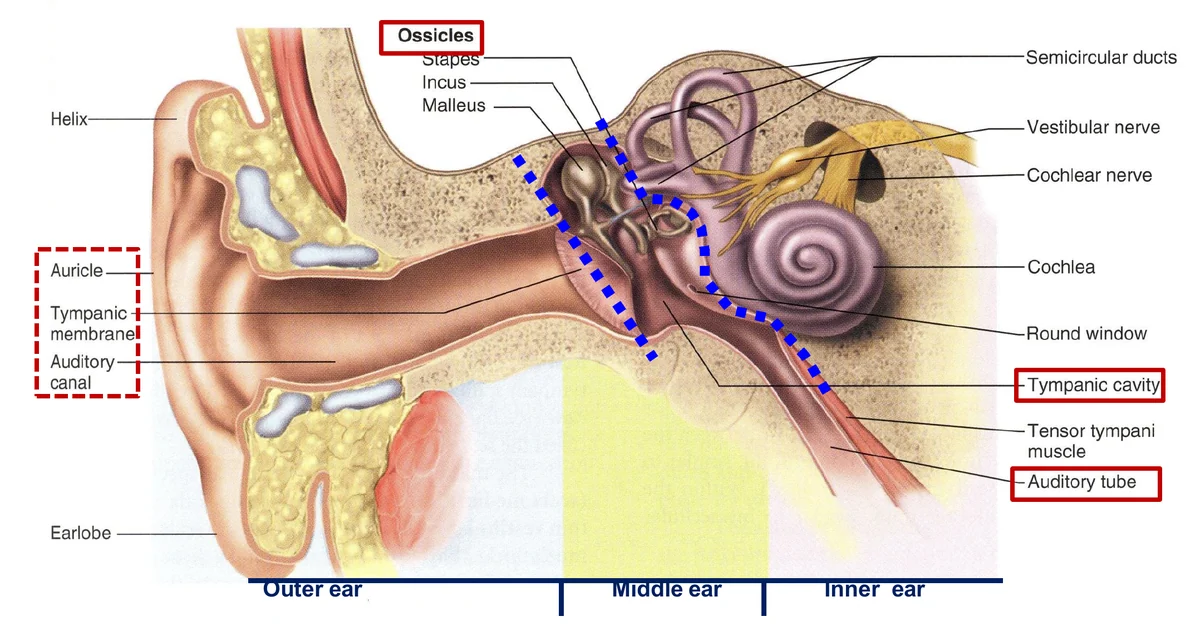 Ossicles
Stapes
Incus
Malleus
Helix
Auricle
Tympanic
membrane
Auditory
canal
Earlobe
Semicircular ducts
Vestibular nerve
Cochlear nerve
Cochlea
Round window
Tympanic cavity
Tensor tympani
muscle
Auditory tube
Outer ear
Middle ear
Inner ear